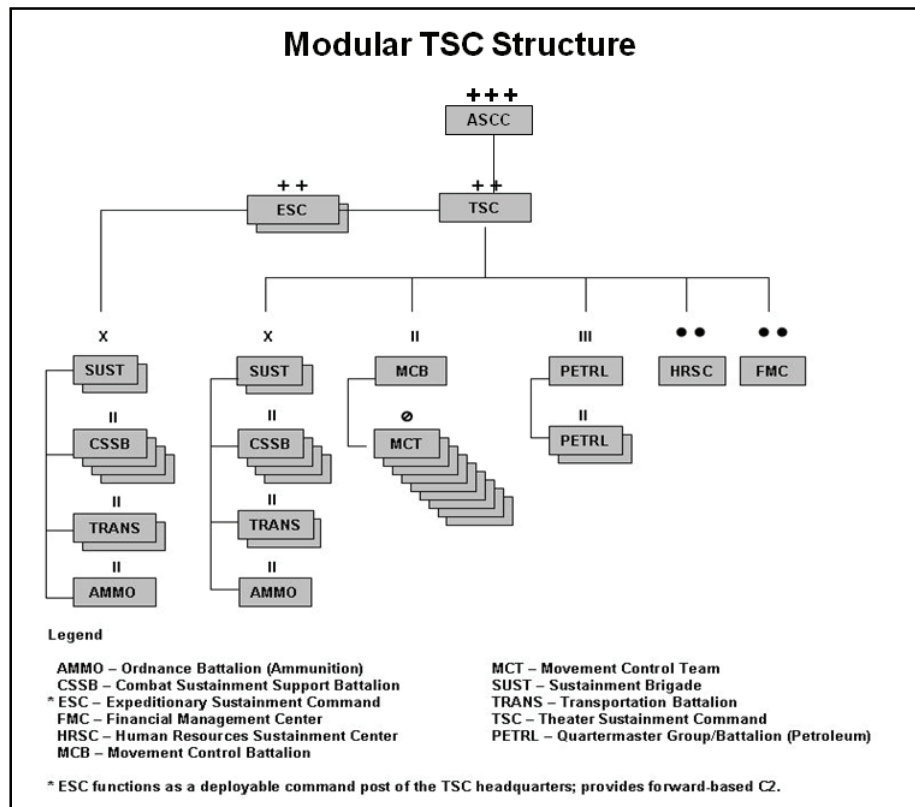 Modular TSC Structure
+++
ASCC
++ ++
ESC TSC
X X II III ●● ●●
SUST SUST MCB PETRL HRSC FMC
II II ⊘ II
CSSB CSSB MCT PETRL
II II
TRANS TRANS
II II
AMMO AMMO
Legend
AMMO – Ordnance Battalion (Ammunition)
CSSB – Combat Sustainment Support Battalion
* ESC – Expeditionary Sustainment Command
FMC – Financial Management Center
HRSC – Human Resources Sustainment Center
MCB – Movement Control Battalion
MCT – Movement Control Team
SUST – Sustainment Brigade
TRANS – Transportation Battalion
TSC – Theater Sustainment Command
PETRL – Quartermaster Group/Battalion (Petroleum)
* ESC functions as a deployable command post of the TSC headquarters; provides forward-based C2.